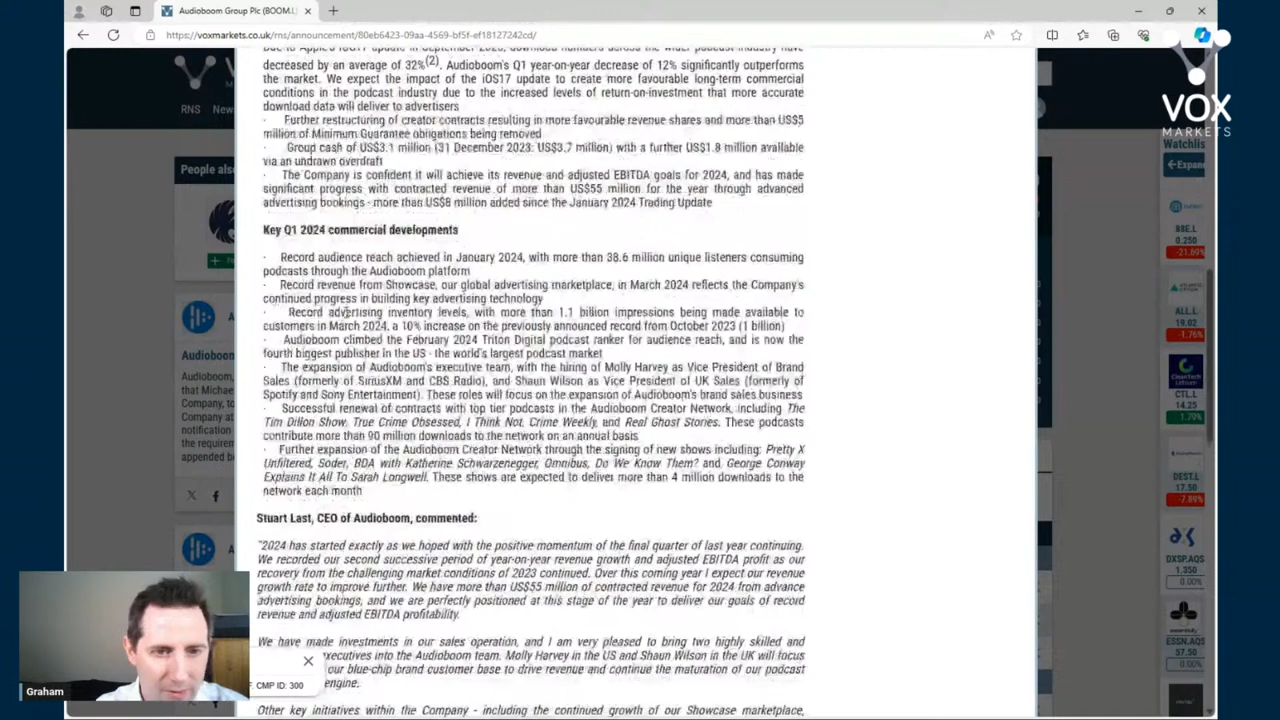 Audioboom Group Plc (BOOM.L)
https://voxmarkets.co.uk/rns/announcement/80eb6423-09aa-4569-bf5f-ef18127242cd/
VOX
MARKETS
RNS
decreased by an average of 32%(2). Audioboom's Q1 year-on-year decrease of 12% significantly outperforms
the market. We expect the impact of the iOS17 update to create more favourable long-term commercial
conditions in the podcast industry due to the increased levels of return-on-investment that more accurate
download data will deliver to advertisers
· Further restructuring of creator contracts resulting in more favourable revenue shares and more than US$5
million of Minimum Guarantee obligations being removed
· Group cash of US$3.1 million (31 December 2023: US$3.7 million) with a further US$1.8 million available
via an undrawn overdraft
· The Company is confident it will achieve its revenue and adjusted EBITDA goals for 2024, and has made
significant progress with contracted revenue of more than US$55 million for the year through advanced
advertising bookings - more than US$8 million added since the January 2024 Trading Update
Key Q1 2024 commercial developments
· Record audience reach achieved in January 2024, with more than 38.6 million unique listeners consuming
podcasts through the Audioboom platform
· Record revenue from Showcase, our global advertising marketplace, in March 2024 reflects the Company's
continued progress in building key advertising technology
· Record advertising inventory levels, with more than 1.1 billion impressions being made available to
customers in March 2024, a 10% increase on the previously announced record from October 2023 (1 billion)
· Audioboom climbed the February 2024 Triton Digital podcast ranker for audience reach, and is now the
fourth biggest publisher in the US - the world's largest podcast market
· The expansion of Audioboom's executive team, with the hiring of Molly Harvey as Vice President of Brand
Sales (formerly of SiriusXM and CBS Radio), and Shaun Wilson as Vice President of UK Sales (formerly of
Spotify and Sony Entertainment). These roles will focus on the expansion of Audioboom's brand sales business
· Successful renewal of contracts with top tier podcasts in the Audioboom Creator Network, including The
Tim Dillon Show, True Crime Obsessed, I Think Not, Crime Weekly, and Real Ghost Stories. These podcasts
contribute more than 90 million downloads to the network on an annual basis
· Further expansion of the Audioboom Creator Network through the signing of new shows including: Pretty X
Unfiltered, Soder, BDA with Katherine Schwarzenegger, Omnibus, Do We Know Them? and George Conway
Explains It All To Sarah Longwell. These shows are expected to deliver more than 4 million downloads to the
network each month
Stuart Last, CEO of Audioboom, commented:
"2024 has started exactly as we hoped with the positive momentum of the final quarter of last year continuing.
We recorded our second successive period of year-on-year revenue growth and adjusted EBITDA profit as our
recovery from the challenging market conditions of 2023 continued. Over this coming year I expect our revenue
growth rate to improve further. We have more than US$55 million of contracted revenue for 2024 from advance
advertising bookings, and we are perfectly positioned at this stage of the year to deliver our goals of record
revenue and adjusted EBITDA profitability.
We have made investments in our sales operation, and I am very pleased to bring two highly skilled and
executives into the Audioboom team. Molly Harvey in the US and Shaun Wilson in the UK will focus
our blue-chip brand customer base to drive revenue and continue the maturation of our podcast
engine.
Other key initiatives within the Company - including the continued growth of our Showcase marketplace,
People also
Audioboom
Audioboom,
that Michae
Company, to
Company at
notification
the requirem
appended b
Watchlis
Expand
BBE.L
0.250
-21.69%
ALL.L
19.02
-1.76%
CTL.L
14.25
1.79%
DEST.L
17.50
-7.89%
DXSP.AQS
1.350
0.00%
ESSN.AQS
57.50
0.00%
CMP ID: 300
Graham